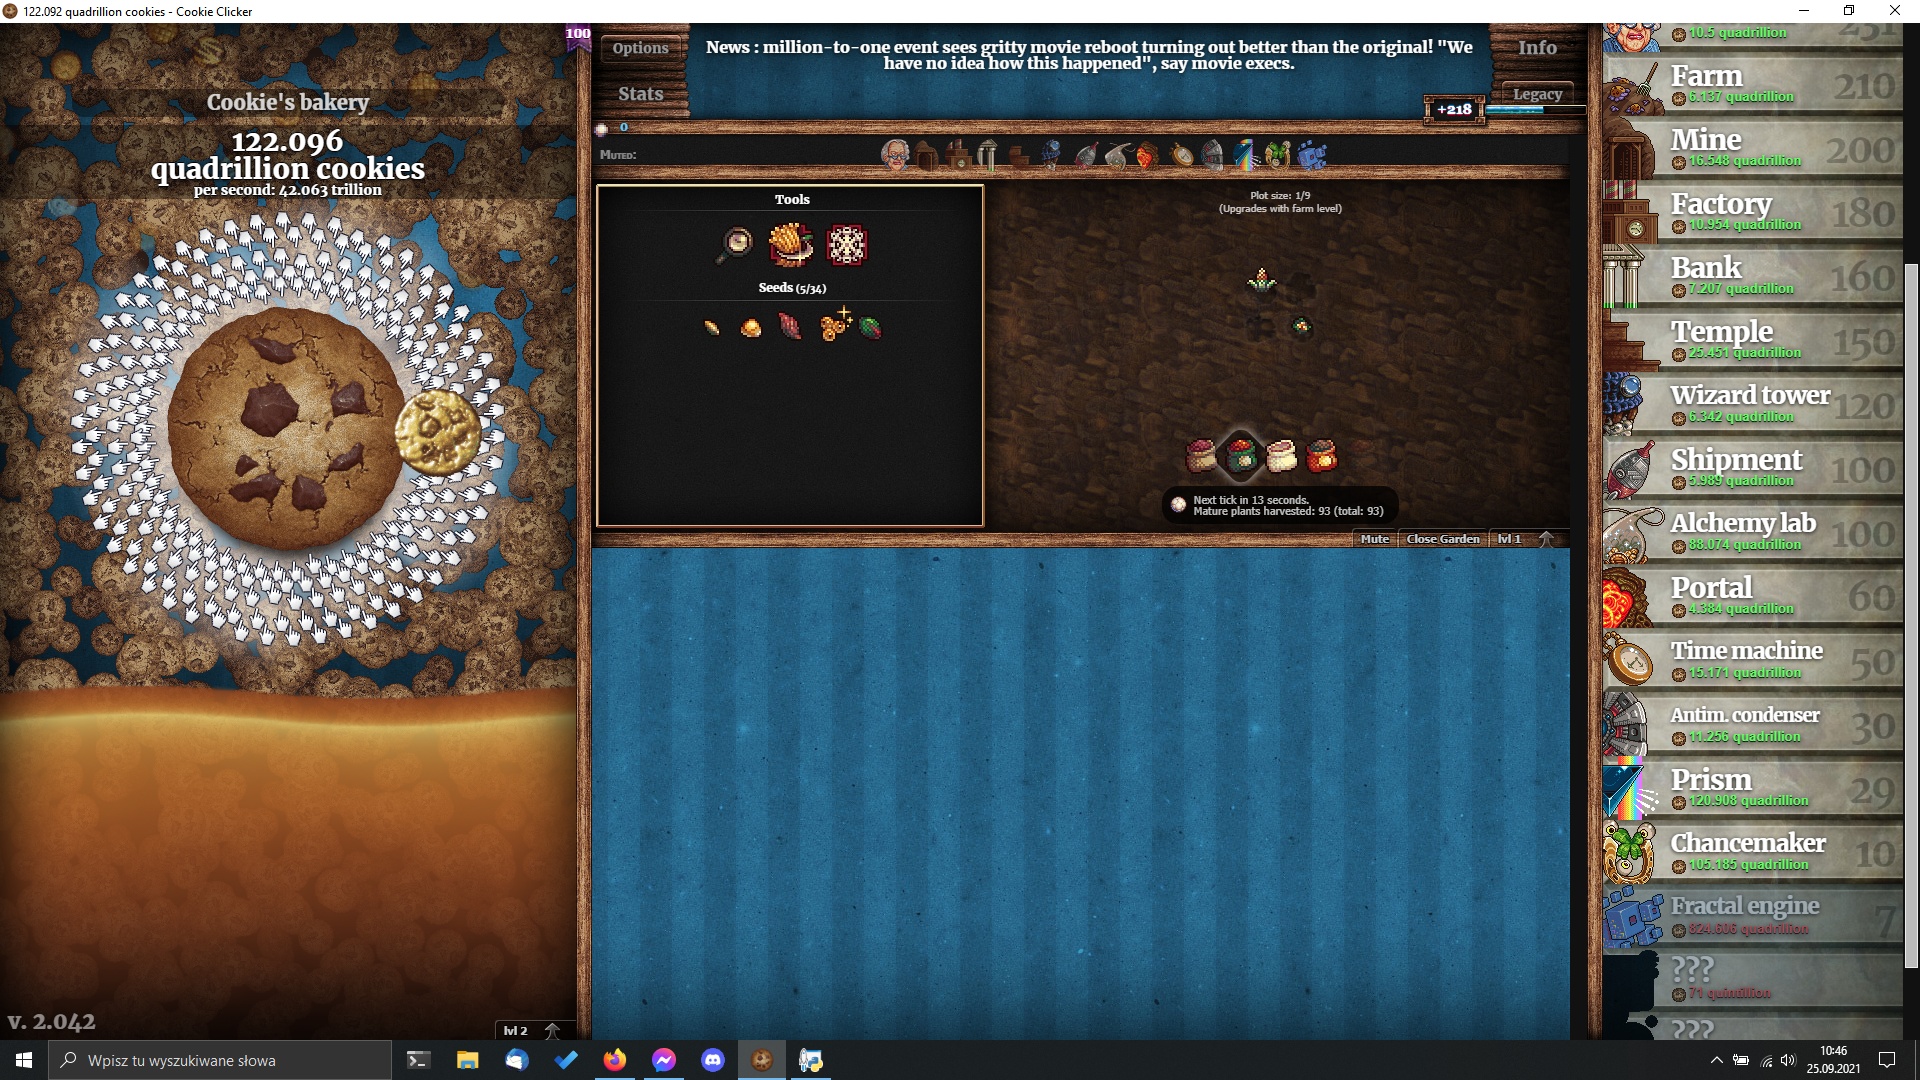 122.092 quadrillion cookies - Cookie Clicker
100
Options
Stats
News : million-to-one event sees gritty movie reboot turning out better than the original! "We
have no idea how this happened", say movie execs.
Info
Legacy
+218
Cookie's bakery
122.096
quadrillion cookies
per second: 42.063 trillion
0
Muted:
Tools
Seeds (5/34)
Plot size: 1/9
(Upgrades with farm level)
Next tick in 13 seconds.
Mature plants harvested: 93 (total: 93)
Mute
Close Garden
lvl 1
10.5 quadrillion
231
Farm
6.137 quadrillion
210
Mine
16.548 quadrillion
200
Factory
10.954 quadrillion
180
Bank
7.207 quadrillion
160
Temple
25.451 quadrillion
150
Wizard tower
6.342 quadrillion
120
Shipment
5.989 quadrillion
100
Alchemy lab
88.074 quadrillion
100
Portal
4.384 quadrillion
60
Time machine
15.171 quadrillion
50
Antim. condenser
11.256 quadrillion
30
Prism
120.908 quadrillion
29
Chancemaker
105.185 quadrillion
10
Fractal engine
824.606 quadrillion
7
???
71 quintillion
???
v. 2.042
lvl 2
Wpisz tu wyszukiwane słowa
10:46
25.09.2021